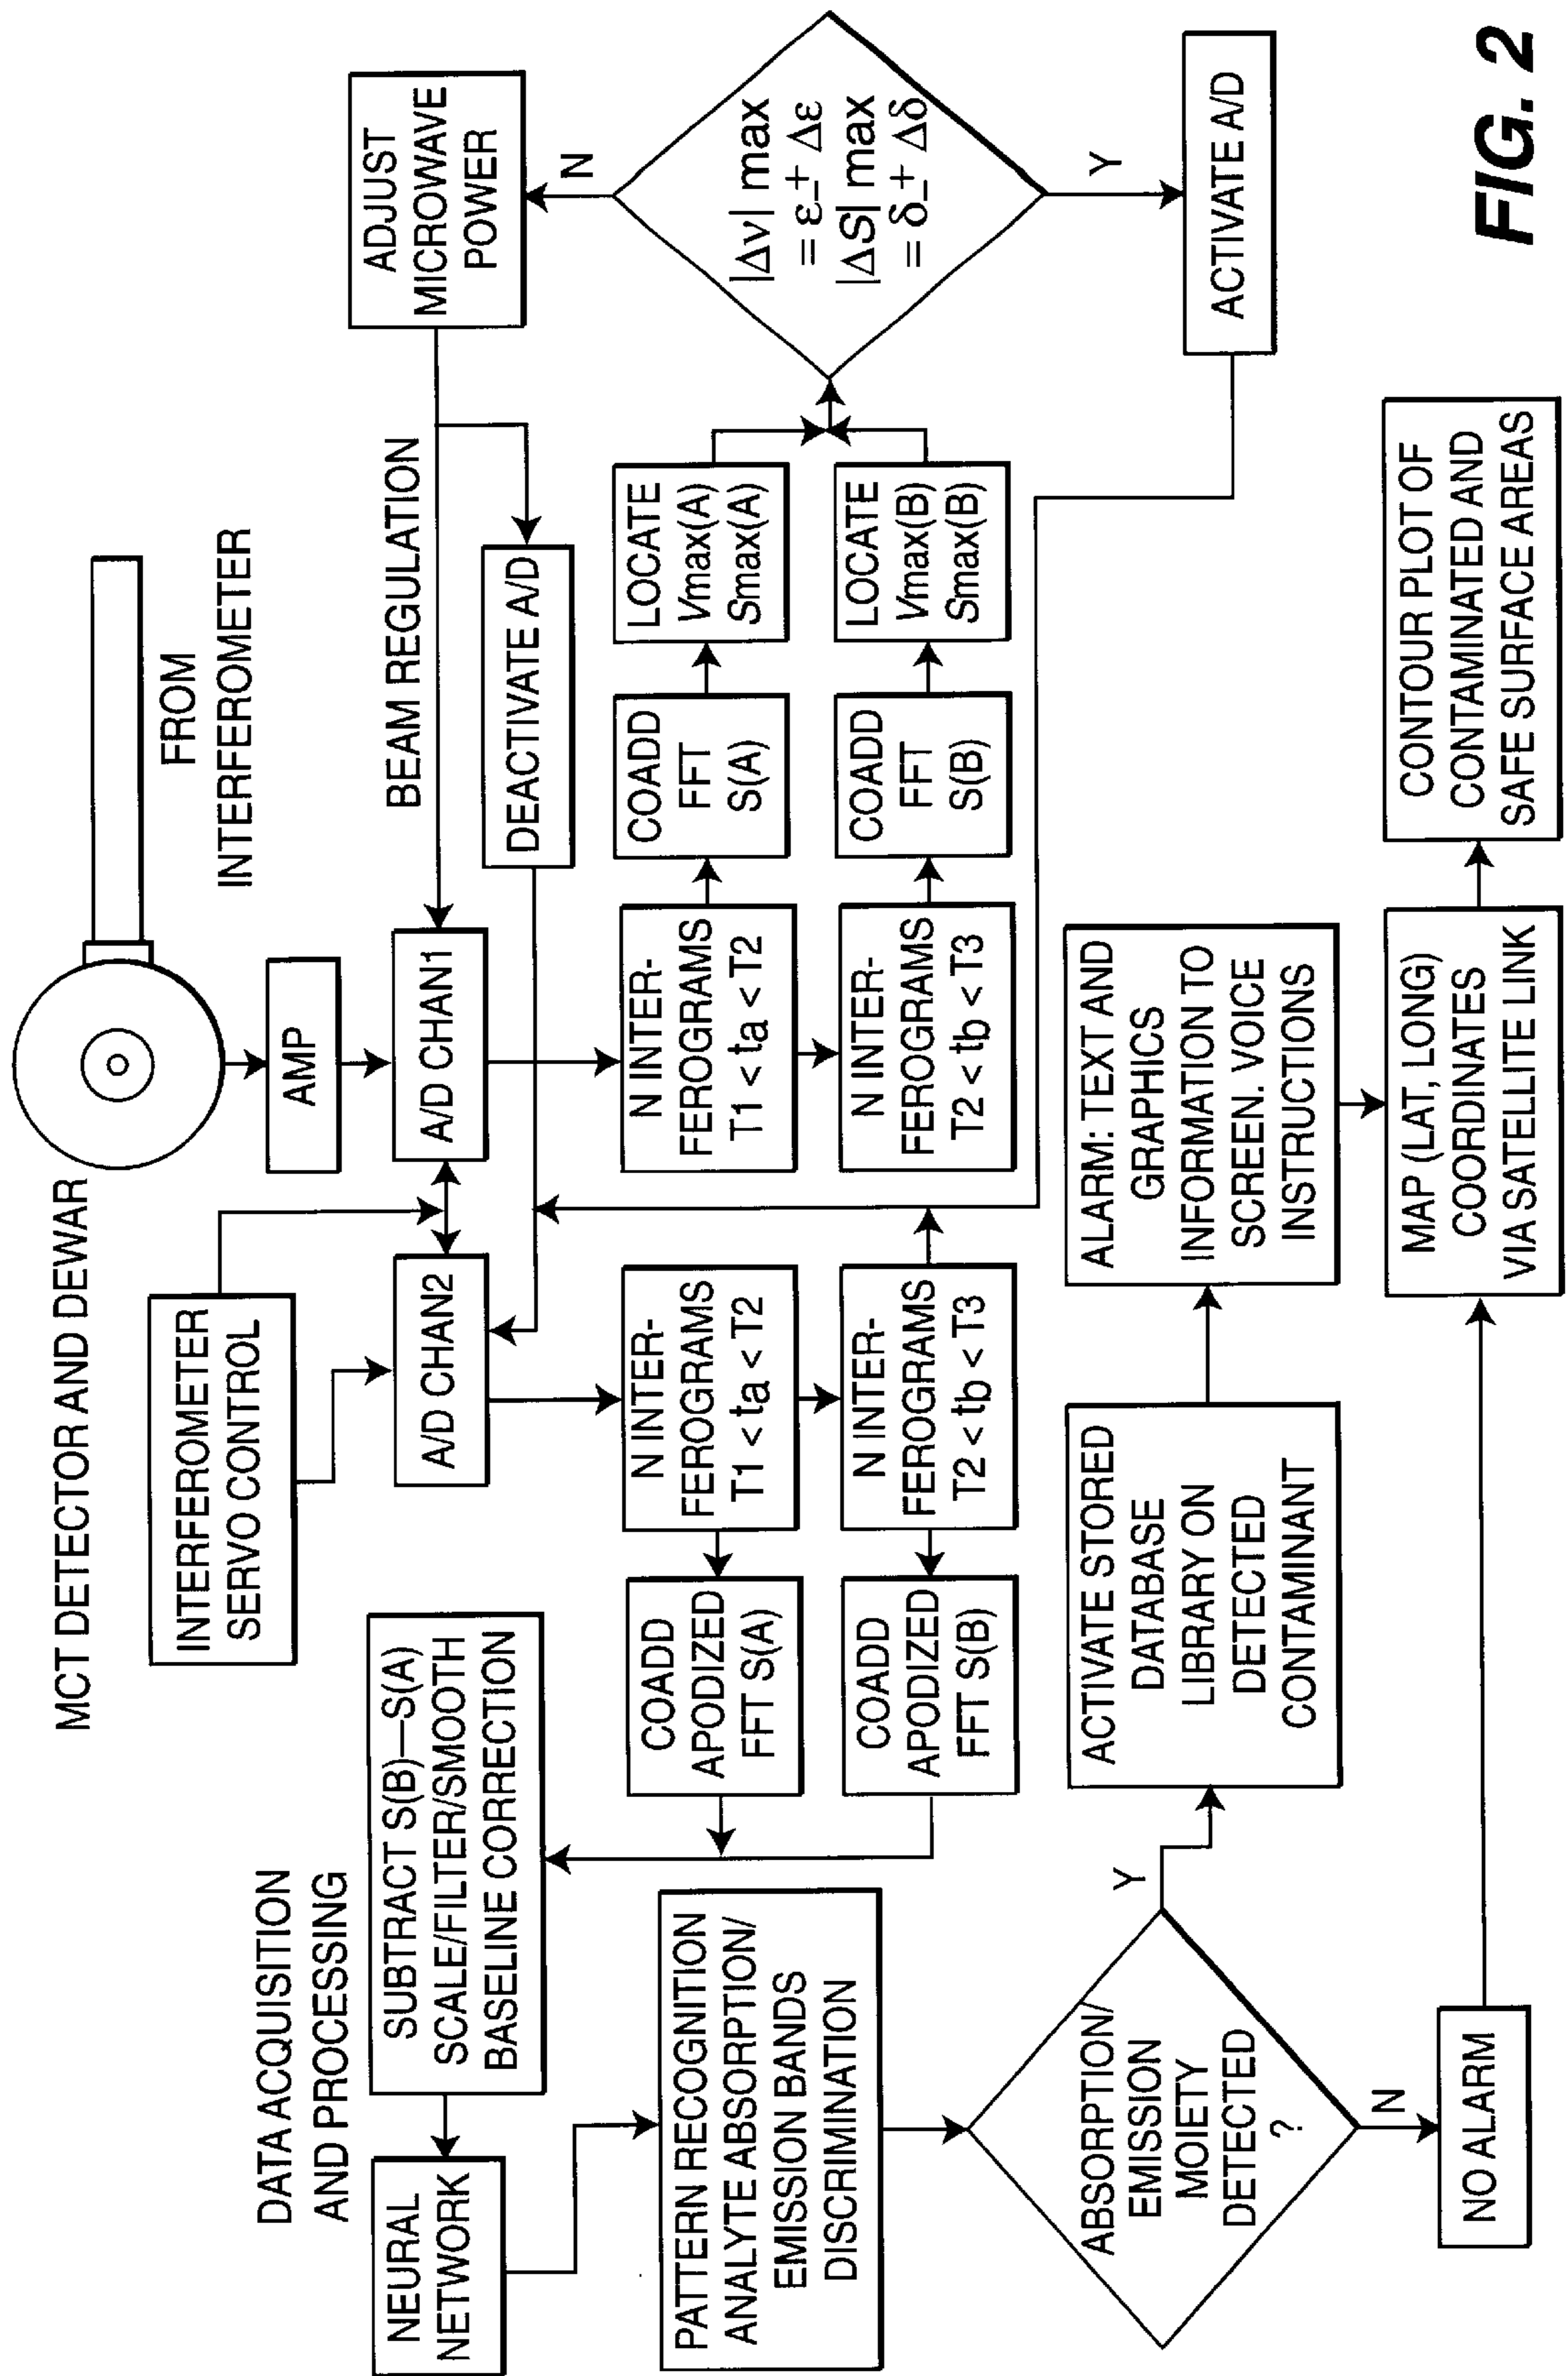 MCT DETECTOR AND DEWAR
FROM
INTERFEROMETER
AMP
INTERFEROMETER
SERVO CONTROL
DATA ACQUISITION
AND PROCESSING
BEAM REGULATION
ADJUST
MICROWAVE
POWER
NEURAL
NETWORK
SUBTRACT S(B)—S(A)
SCALE/FILTER/SMOOTH
BASELINE CORRECTION
A/D CHAN2
A/D CHAN1
DEACTIVATE A/D
N
PATTERN RECOGNITION
ANALYTE ABSORPTION/
EMISSION BANDS
DISCRIMINATION
COADD
APODIZED
FFT S(A)
N INTER-
FEROGRAMS
T1 < ta < T2
N INTER-
FEROGRAMS
T1 < ta < T2
COADD
FFT
S(A)
LOCATE
Vmax(A)
Smax(A)
|Δν| max
= ε_+ Δε
|ΔS| max
= δ_+ Δδ
COADD
APODIZED
FFT S(B)
N INTER-
FEROGRAMS
T2 < tb < T3
N INTER-
FEROGRAMS
T2 < tb < T3
COADD
FFT
S(B)
LOCATE
Vmax(B)
Smax(B)
Y
ACTIVATE A/D
ABSORPTION/
EMISSION
MOIETY
DETECTED
?
Y
ACTIVATE STORED
DATABASE
LIBRARY ON
DETECTED
CONTAMINANT
ALARM: TEXT AND
GRAPHICS
INFORMATION TO
SCREEN. VOICE
INSTRUCTIONS
N
NO ALARM
MAP (LAT, LONG)
COORDINATES
VIA SATELLITE LINK
CONTOUR PLOT OF
CONTAMINATED AND
SAFE SURFACE AREAS
FIG. 2